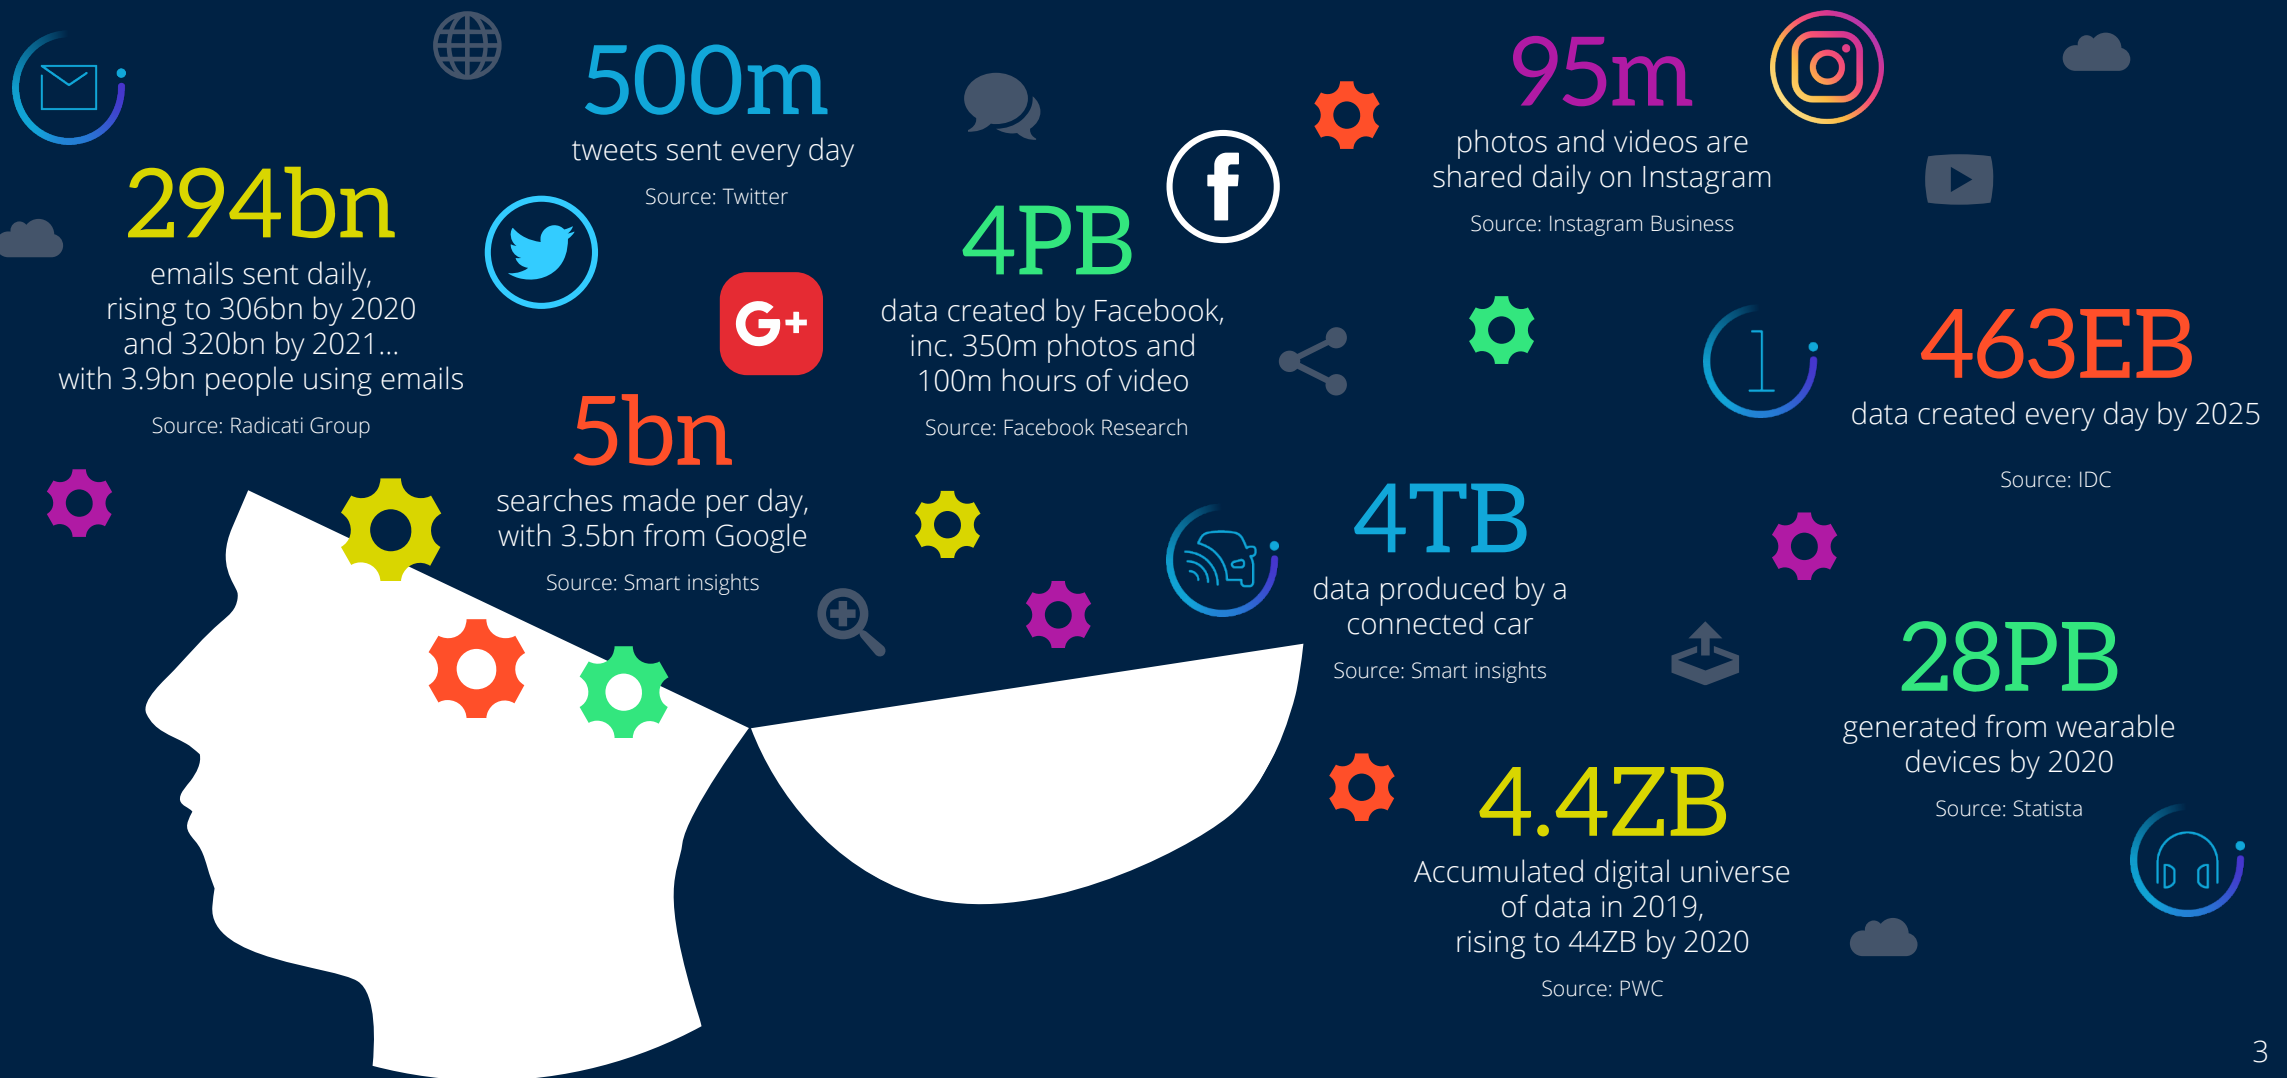 500m
tweets sent every day
Source: Twitter
95m
photos and videos are
shared daily on Instagram
Source: Instagram Business
294bn
emails sent daily,
rising to 306bn by 2020
and 320bn by 2021...
with 3.9bn people using emails
Source: Radicati Group
4PB
data created by Facebook,
inc. 350m photos and
100m hours of video
Source: Facebook Research
f
G+
463EB
data created every day by 2025
Source: IDC
1
5bn
searches made per day,
with 3.5bn from Google
Source: Smart insights
4TB
data produced by a
connected car
Source: Smart insights
28PB
generated from wearable
devices by 2020
Source: Statista
4.4ZB
Accumulated digital universe
of data in 2019,
rising to 44ZB by 2020
Source: PWC
3